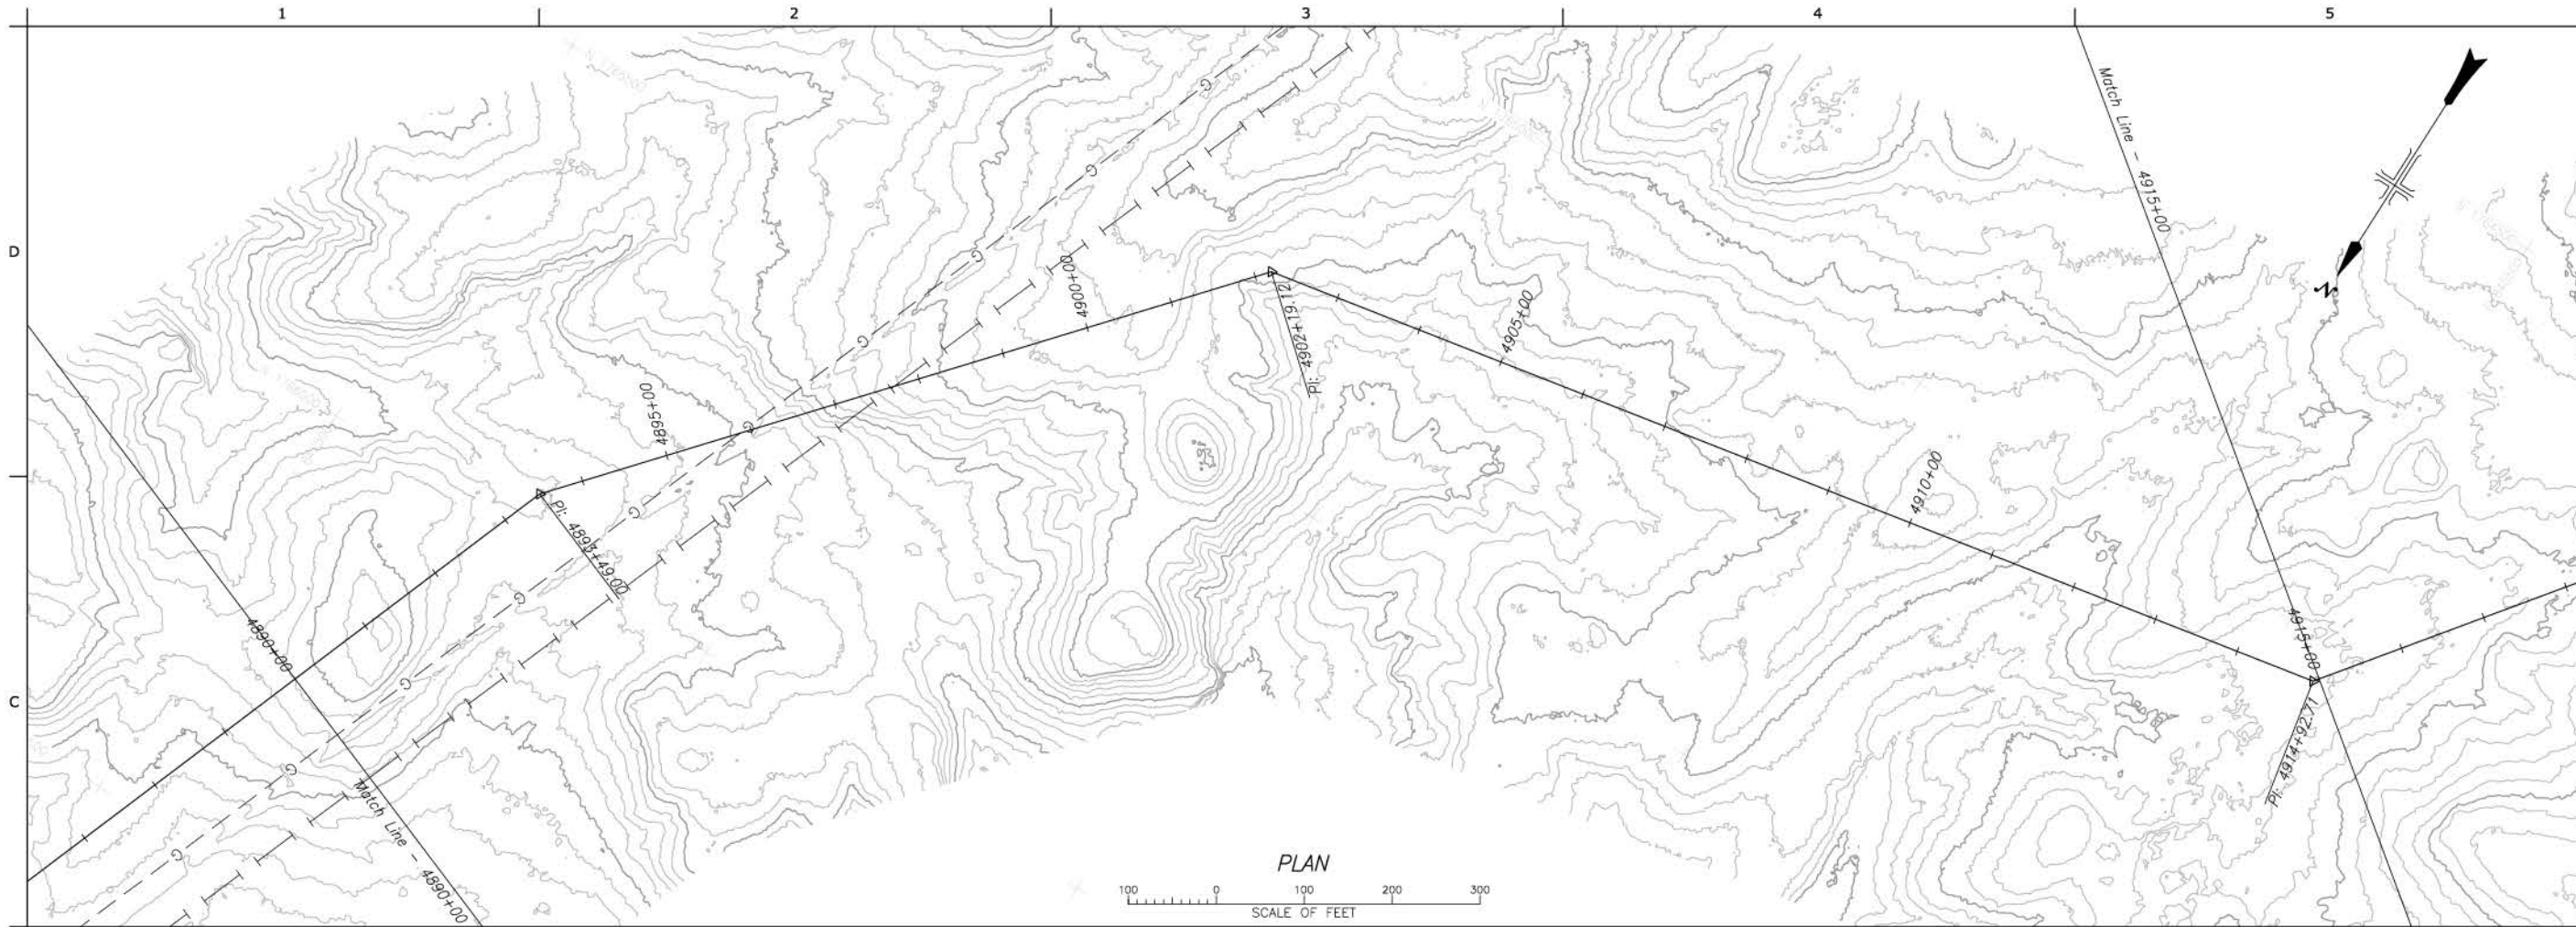 1 2 3 4 5
D
C
Match Line - 4890+00
4890+00
PI: 4893+49.00
4895+00
4900+00
PI: 4902+19.12
4905+00
4910+00
4915+00
PI: 4914+92.71
Match Line - 4915+00
G G G G G G G G G G
N
PLAN
100 0 100 200 300
SCALE OF FEET